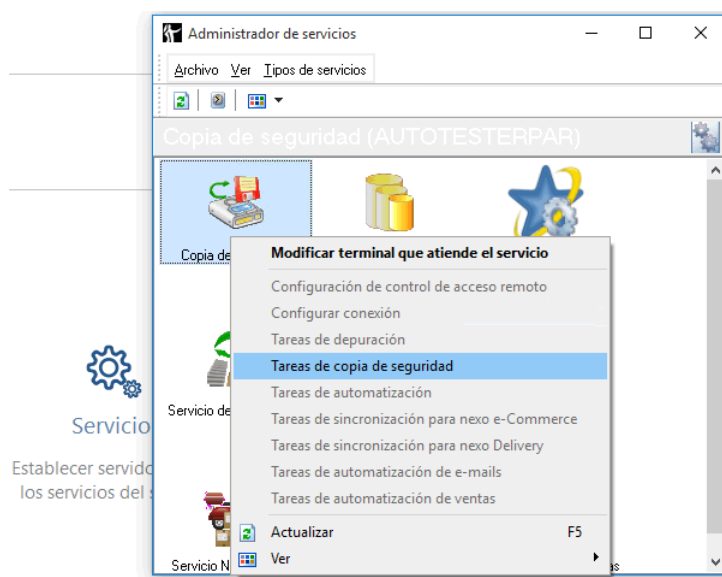 Administrador de servicios
Archivo Ver Tipos de servicios
Copia de seguridad (AUTOTESTERPAR)
Copia de
Modificar terminal que atiende el servicio
Configuración de control de acceso remoto
Configurar conexión
Tareas de depuración
Tareas de copia de seguridad
Tareas de automatización
Tareas de sincronización para nexo e-Commerce
Tareas de sincronización para nexo Delivery
Tareas de automatización de e-mails
Tareas de automatización de ventas
Actualizar F5
Ver
Servicio de
Servicio N
as
Servicio
Establecer servido
los servicios del s